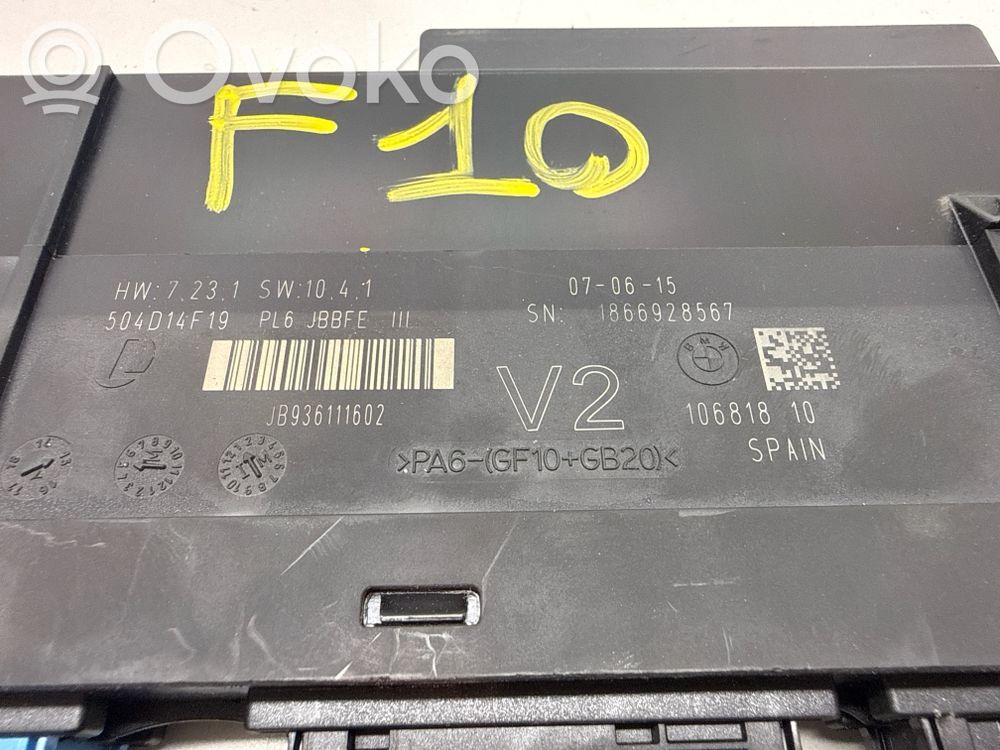 Ovoko
F10
HW: 7.23.1 SW:10.4.1
07-06-15
504D14F19 PL6 JBBFE III
SN: 1866928567
BMW
JB936111602
V2
106818 10
>PA6-(GF10+GB20)<
SPAIN